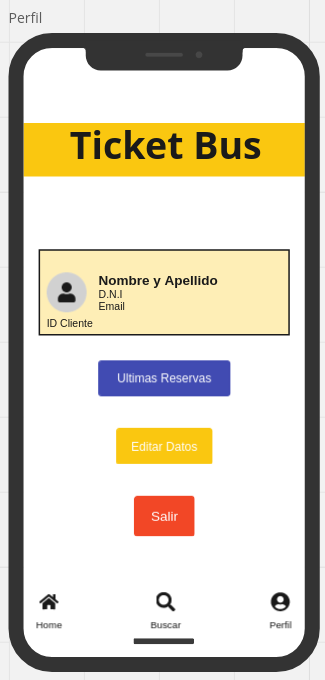 Perfil
Ticket Bus
Nombre y Apellido
D.N.I
Email
ID Cliente
Ultimas Reservas
Editar Datos
Salir
Home Buscar Perfil